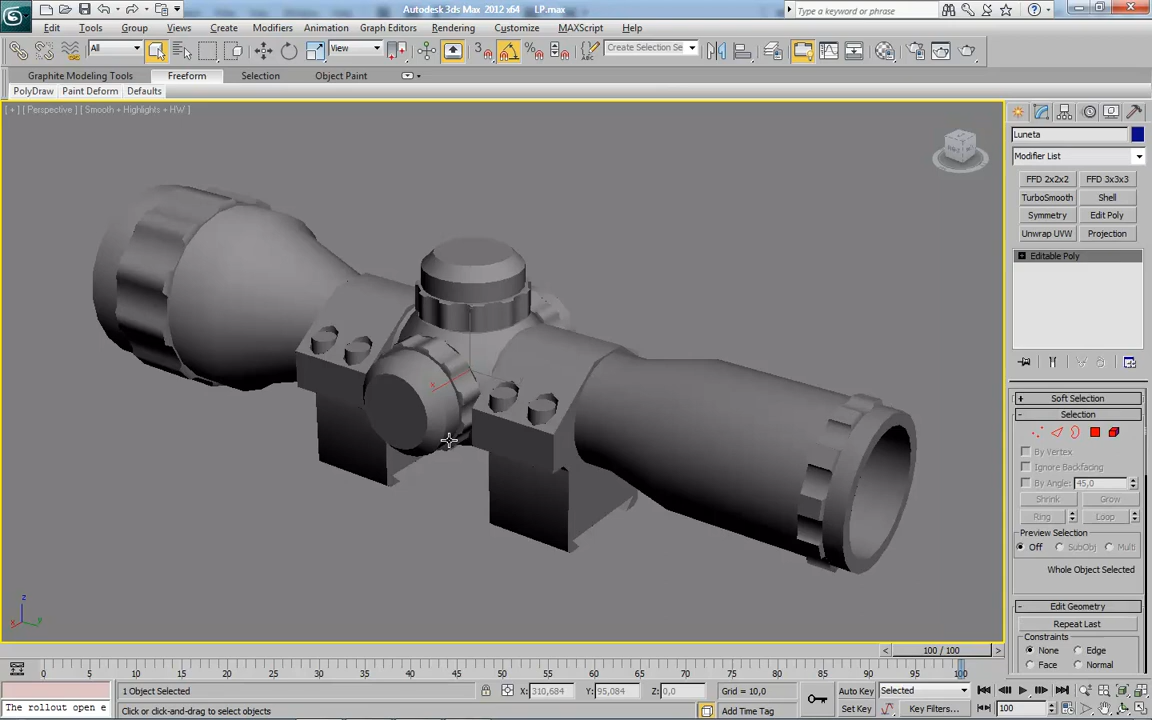 Autodesk 3ds Max 2012 x64 LP.max
Type a keyword or phrase
Edit Tools Group Views Create Modifiers Animation Graph Editors Rendering Customize MAXScript Help
All View 3 Create Selection Se
Graphite Modeling Tools Freeform Selection Object Paint
PolyDraw Paint Deform Defaults
[ + ] [ Perspective ] [ Smooth + Highlights + HW ]
Luneta
Modifier List
FFD 2x2x2 FFD 3x3x3
TurboSmooth Shell
Symmetry Edit Poly
Unwrap UVW Projection
Editable Poly
+ Soft Selection
- Selection
By Vertex
Ignore Backfacing
By Angle: 45,0
Shrink Grow
Ring Loop
Preview Selection
Off SubObj Multi
Whole Object Selected
- Edit Geometry
Repeat Last
Constraints
None Edge
Face Normal
x
z
x y
< 100 / 100 >
0 5 10 15 20 25 30 35 40 45 50 55 60 65 70 75 80 85 90 95 100
1 Object Selected X: 310,684 Y: 95,084 Z: 0,0 Grid = 10,0 Auto Key Selected
The rollout open e Click or click-and-drag to select objects Add Time Tag Set Key Key Filters... 100